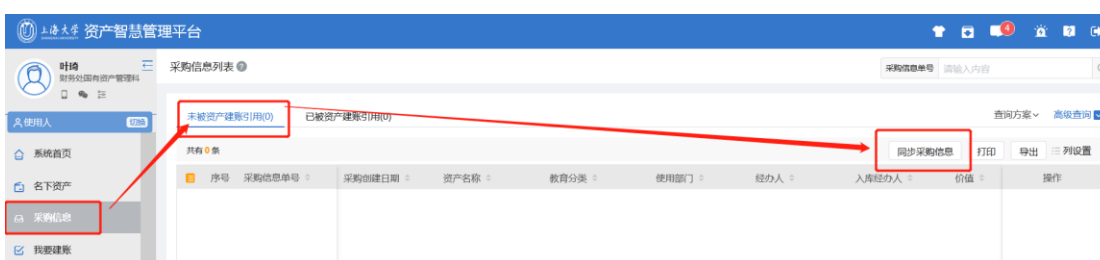 上海大学 资产智慧管理平台
4
叶琦
财务处国有资产管理科
采购信息列表
采购信息单号 请输入内容
使用人 切换
未被资产建账引用(0) 已被资产建账引用(0) 查询方案 高级查询
系统首页
共有 0 条 同步采购信息 打印 导出 列设置
名下资产
序号 采购信息单号 采购创建日期 资产名称 教育分类 使用部门 经办人 入库经办人 价值 操作
采购信息
我要建账